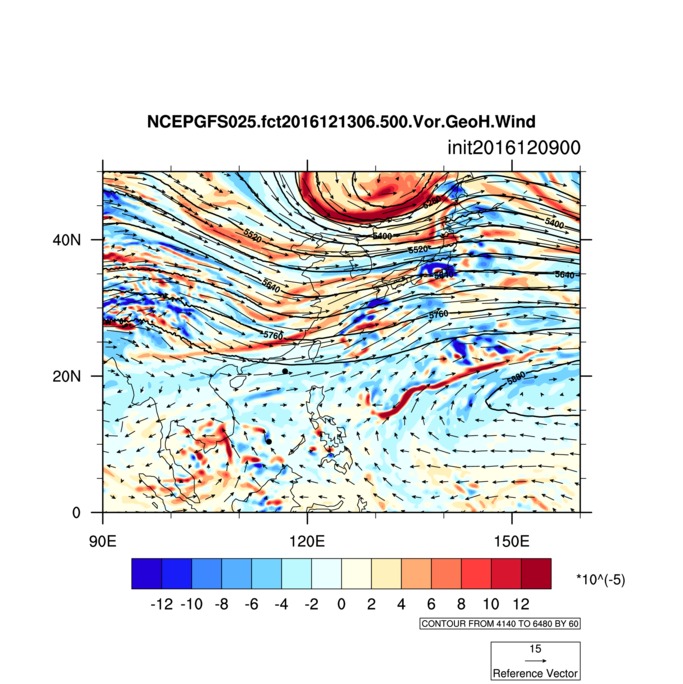 NCEPGFS025.fct2016121306.500.Vor.GeoH.Wind
init2016120900
5400
5520
5400
5520
40N
5640
5640
5760
5760
20N
5880
0
90E 120E 150E
-12 -10 -8 -6 -4 -2 0 2 4 6 8 10 12
*10^(-5)
CONTOUR FROM 4140 TO 6480 BY 60
15
Reference Vector